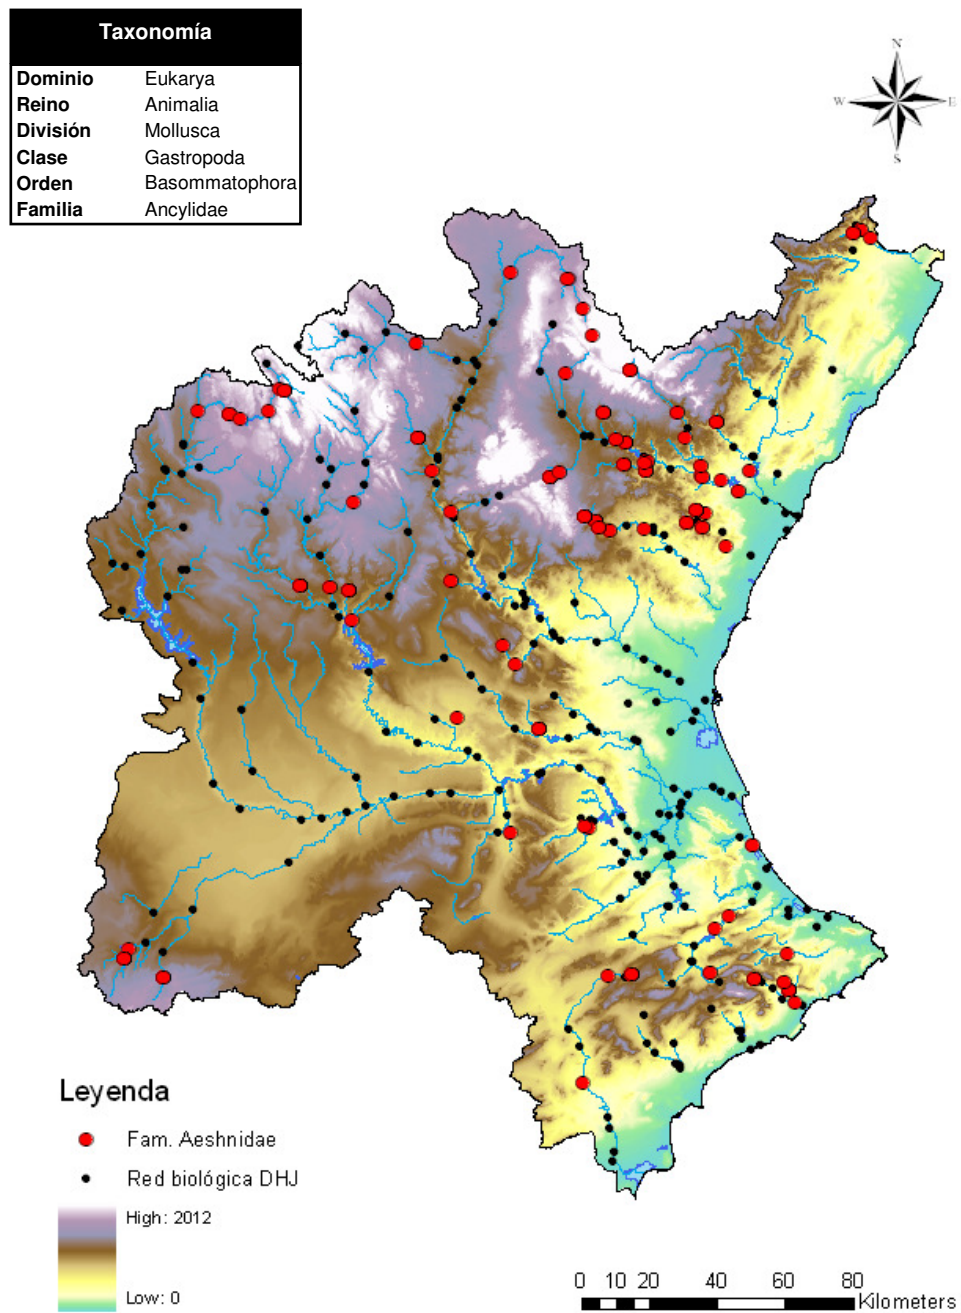 Taxonomía
Dominio Eukarya
Reino Animalia
División Mollusca
Clase Gastropoda
Orden Basommatophora
Familia Ancylidae
N
W E
S
Leyenda
Fam. Aeshnidae
Red biológica DHJ
High: 2012
Low: 0
0 10 20 40 60 80
Kilometers